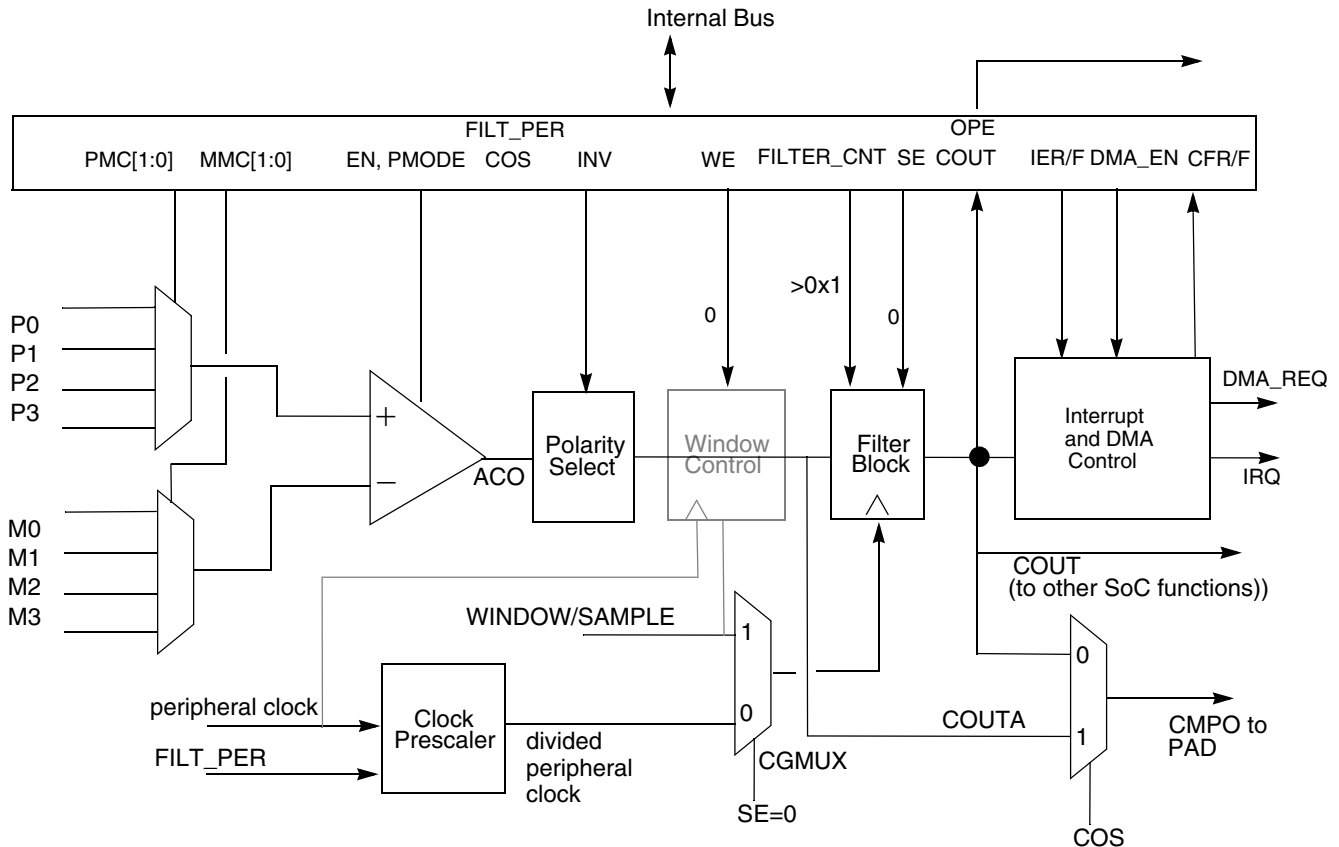 Internal Bus
FILT_PER
OPE
PMC[1:0] MMC[1:0] EN, PMODE COS INV WE FILTER_CNT SE COUT IER/F DMA_EN CFR/F
>0x1
0
0
P0
P1
P2
P3
+
−
ACO
Polarity
Select
Window
Control
Filter
Block
Interrupt
and DMA
Control
DMA_REQ
IRQ
M0
M1
M2
M3
COUT
(to other SoC functions))
WINDOW/SAMPLE
1
0
CGMUX
SE=0
peripheral clock
FILT_PER
Clock
Prescaler
divided
peripheral
clock
COUTA
0
1
CMPO to
PAD
COS